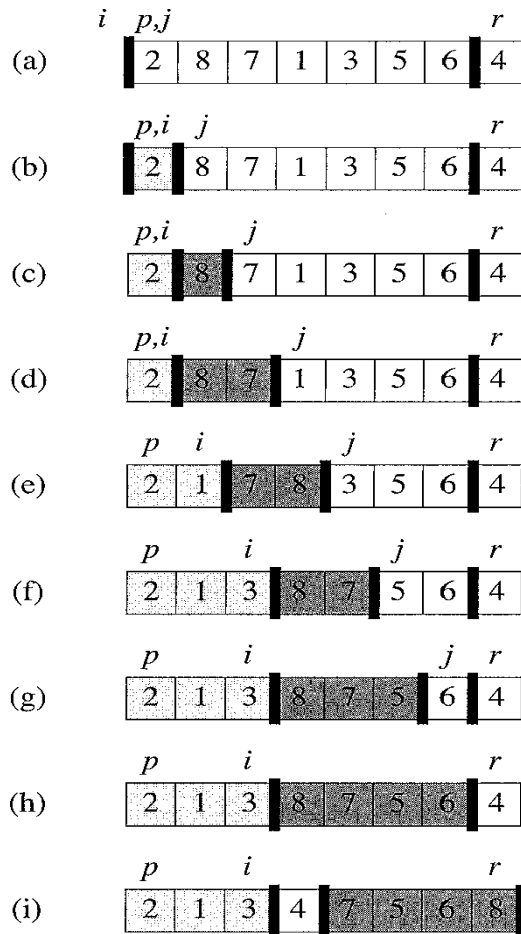 i p,j r
(a) 2 8 7 1 3 5 6 4
p,i j r
(b) 2 8 7 1 3 5 6 4
p,i j r
(c) 2 8 7 1 3 5 6 4
p,i j r
(d) 2 8 7 1 3 5 6 4
p i j r
(e) 2 1 7 8 3 5 6 4
p i j r
(f) 2 1 3 8 7 5 6 4
p i j r
(g) 2 1 3 8 7 5 6 4
p i r
(h) 2 1 3 8 7 5 6 4
p i r
(i) 2 1 3 4 7 5 6 8